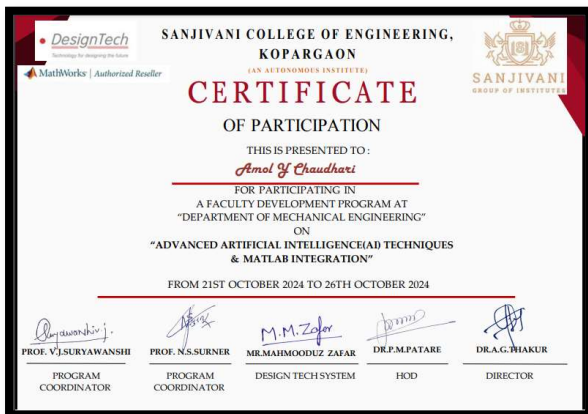 DesignTech
Technology for designing the future
MathWorks | Authorized Reseller
SANJIVANI COLLEGE OF ENGINEERING,
KOPARGAON
(AN AUTONOMOUS INSTITUTE)
SANJIVANI
GROUP OF INSTITUTES
CERTIFICATE
OF PARTICIPATION
THIS IS PRESENTED TO :
Amol Y Chaudhari
FOR PARTICIPATING IN
A FACULTY DEVELOPMENT PROGRAM AT
“DEPARTMENT OF MECHANICAL ENGINEERING”
ON
“ADVANCED ARTIFICIAL INTELLIGENCE(AI) TECHNIQUES
& MATLAB INTEGRATION”
FROM 21ST OCTOBER 2024 TO 26TH OCTOBER 2024
Suryawanshi v. j.
M.M.Zafar
PROF. V.J.SURYAWANSHI PROF. N.S.SURNER MR.MAHMOODUZ ZAFAR DR.P.M.PATARE DR.A.G.THAKUR
PROGRAM COORDINATOR
PROGRAM COORDINATOR
DESIGN TECH SYSTEM
HOD
DIRECTOR